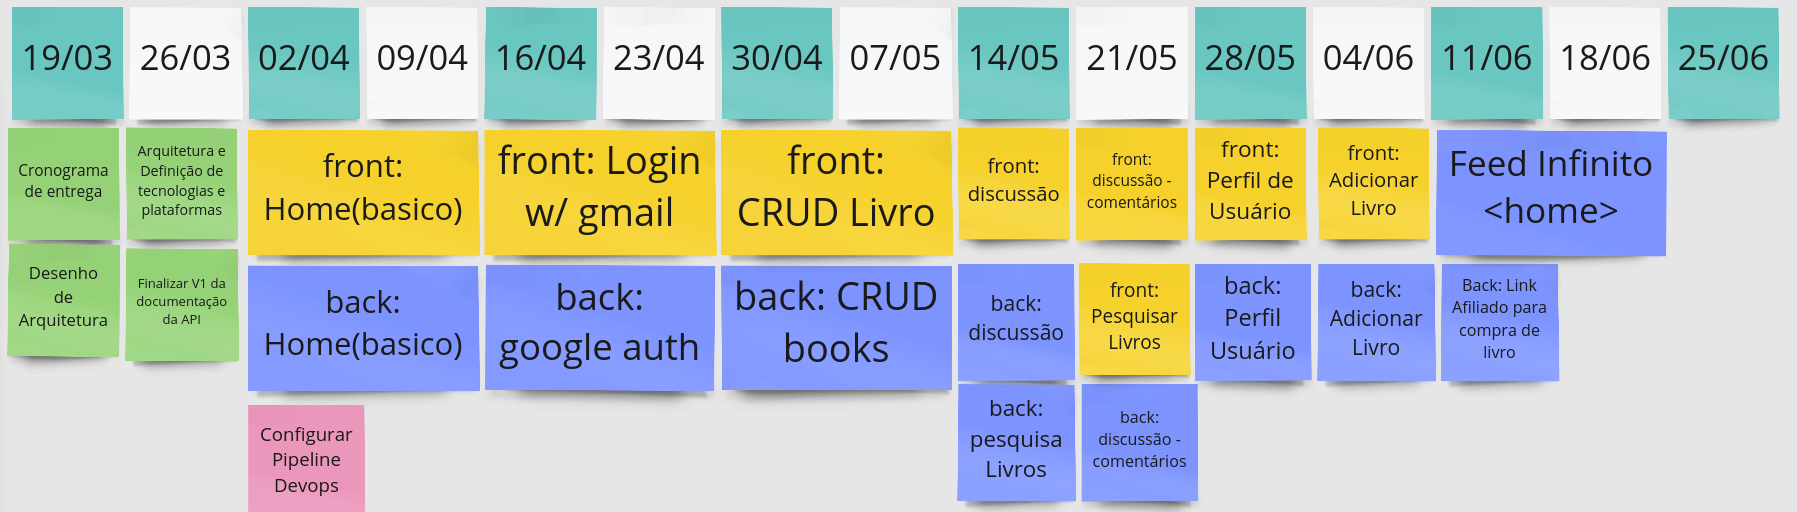 19/03
26/03
02/04
09/04
16/04
23/04
30/04
07/05
14/05
21/05
28/05
04/06
11/06
18/06
25/06
Cronograma
de entrega
Arquitetura e
Definição de
tecnologias e
plataformas
front:
Home(basico)
front: Login
w/ gmail
front:
CRUD Livro
front:
discussão
front:
discussão -
comentários
front:
Perfil de
Usuário
front:
Adicionar
Livro
Feed Infinito
<home>
Desenho
de
Arquitetura
Finalizar V1 da
documentação
da API
back:
Home(basico)
back:
google auth
back: CRUD
books
back:
discussão
front:
Pesquisar
Livros
back:
Perfil
Usuário
back:
Adicionar
Livro
Back: Link
Afiliado para
compra de
livro
Configurar
Pipeline
Devops
back:
pesquisa
Livros
back:
discussão -
comentários